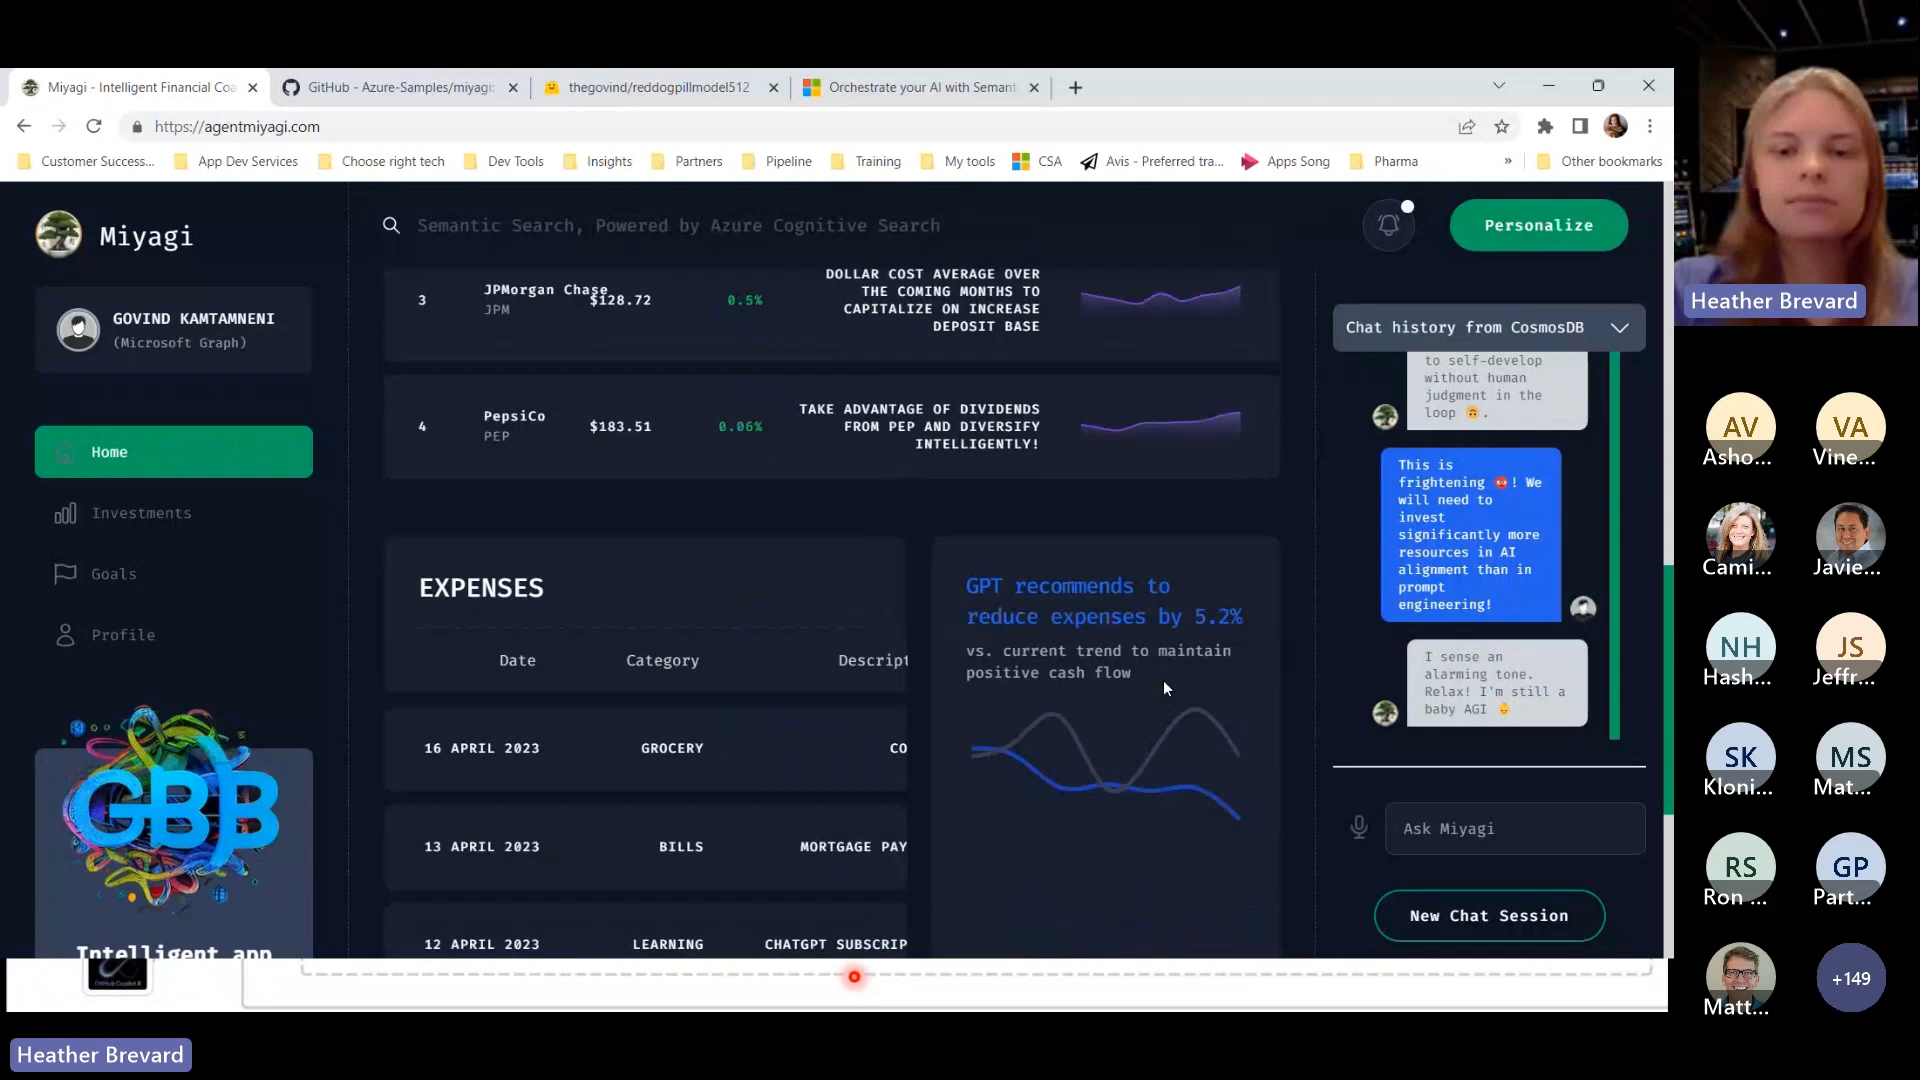 Miyagi - Intelligent Financial Coa
GitHub - Azure-Samples/miyagi:
thegovind/reddogpillmodel512
Orchestrate your AI with Semant
https://agentmiyagi.com
Customer Success...
App Dev Services
Choose right tech
Dev Tools
Insights
Partners
Pipeline
Training
My tools
CSA
Avis - Preferred tra...
Apps Song
Pharma
»
Other bookmarks
Miyagi
GOVIND KAMTAMNENI
(Microsoft Graph)
Home
Investments
Goals
Profile
GBB
Intelligent app
GitHub Copilot X
Semantic Search, Powered by Azure Cognitive Search
Personalize
3
JPMorgan Chase
JPM
$128.72
0.5%
DOLLAR COST AVERAGE OVER
THE COMING MONTHS TO
CAPITALIZE ON INCREASE
DEPOSIT BASE
4
PepsiCo
PEP
$183.51
0.06%
TAKE ADVANTAGE OF DIVIDENDS
FROM PEP AND DIVERSIFY
INTELLIGENTLY!
EXPENSES
Date Category Descript
16 APRIL 2023 GROCERY CO
13 APRIL 2023 BILLS MORTGAGE PAY
12 APRIL 2023 LEARNING CHATGPT SUBSCRIP
GPT recommends to
reduce expenses by 5.2%
vs. current trend to maintain
positive cash flow
Chat history from CosmosDB
to self-develop
without human
judgment in the
loop 🙃.
This is
frightening 😡! We
will need to
invest
significantly more
resources in AI
alignment than in
prompt
engineering!
I sense an
alarming tone.
Relax! I'm still a
baby AGI 👶
Ask Miyagi
New Chat Session
Heather Brevard
AV
Asho...
VA
Vine...
Cami...
Javie...
NH
Hash...
JS
Jeffr...
SK
Kloni...
MS
Mat...
RS
Ron ...
GP
Part...
Matt...
+149
Heather Brevard